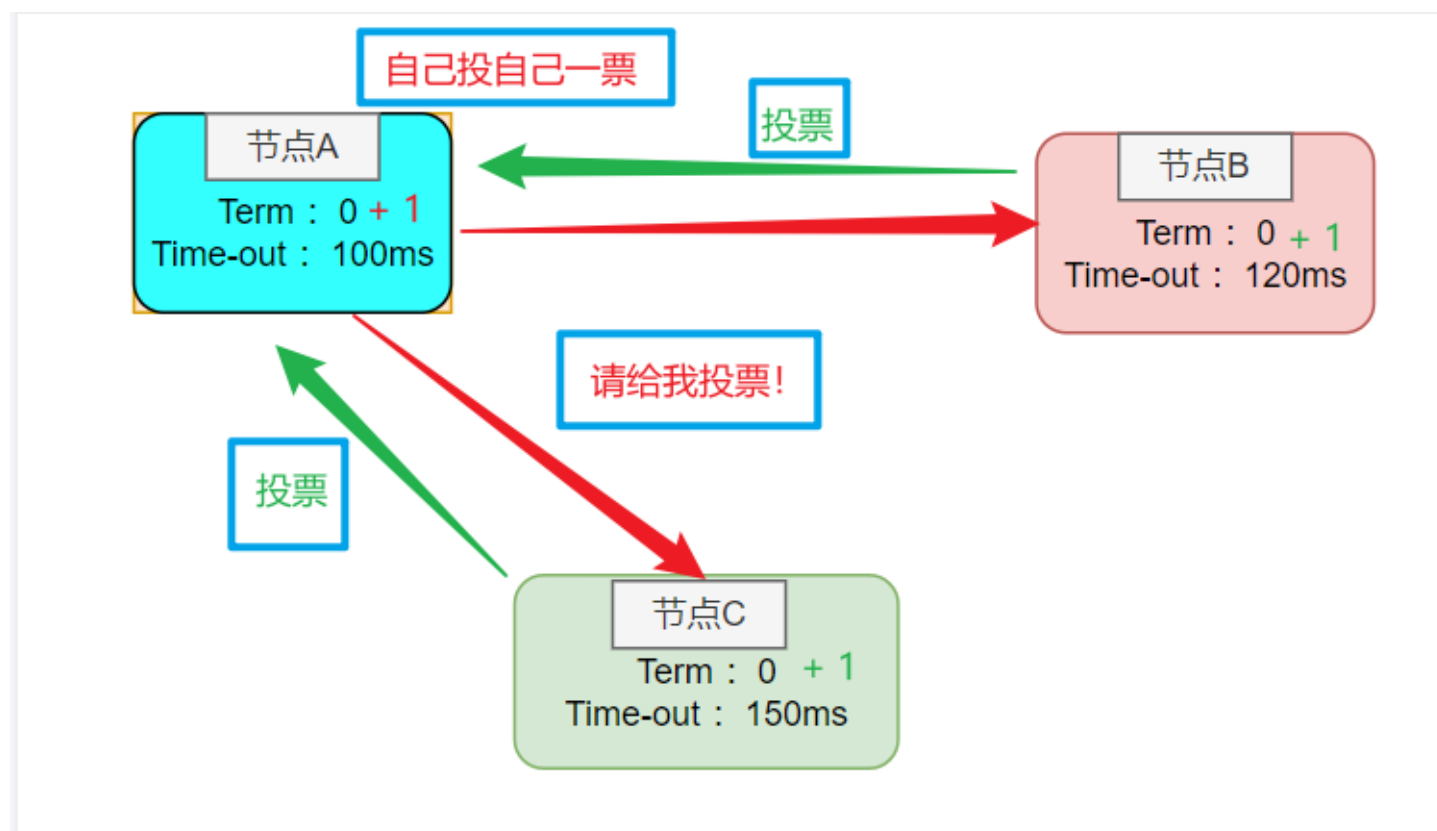 自己投自己一票
投票
节点A
Term： 0 + 1
Time-out： 100ms
节点B
Term： 0 + 1
Time-out： 120ms
请给我投票！
投票
节点C
Term： 0 + 1
Time-out： 150ms